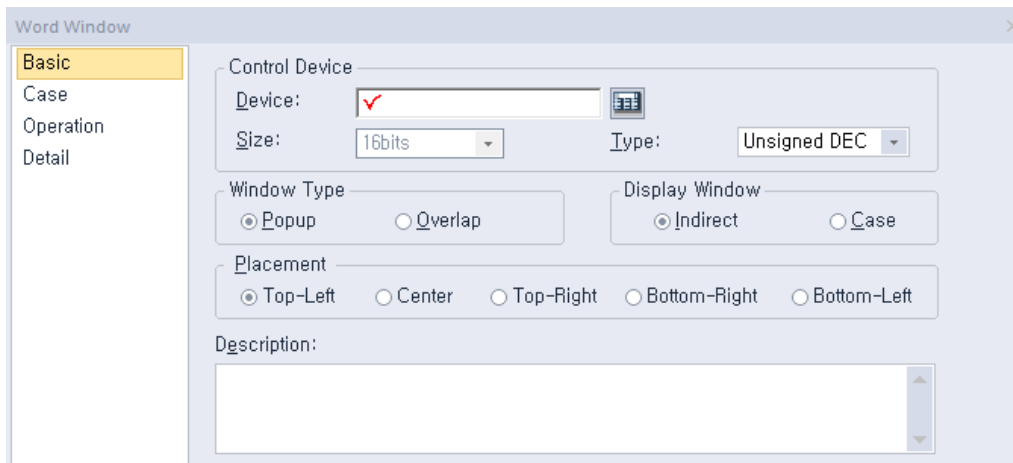 Word Window
Basic
Case
Operation
Detail
Control Device
Device:
Size: 16bits Type: Unsigned DEC
Window Type
Popup Overlap
Display Window
Indirect Case
Placement
Top-Left Center Top-Right Bottom-Right Bottom-Left
Description: